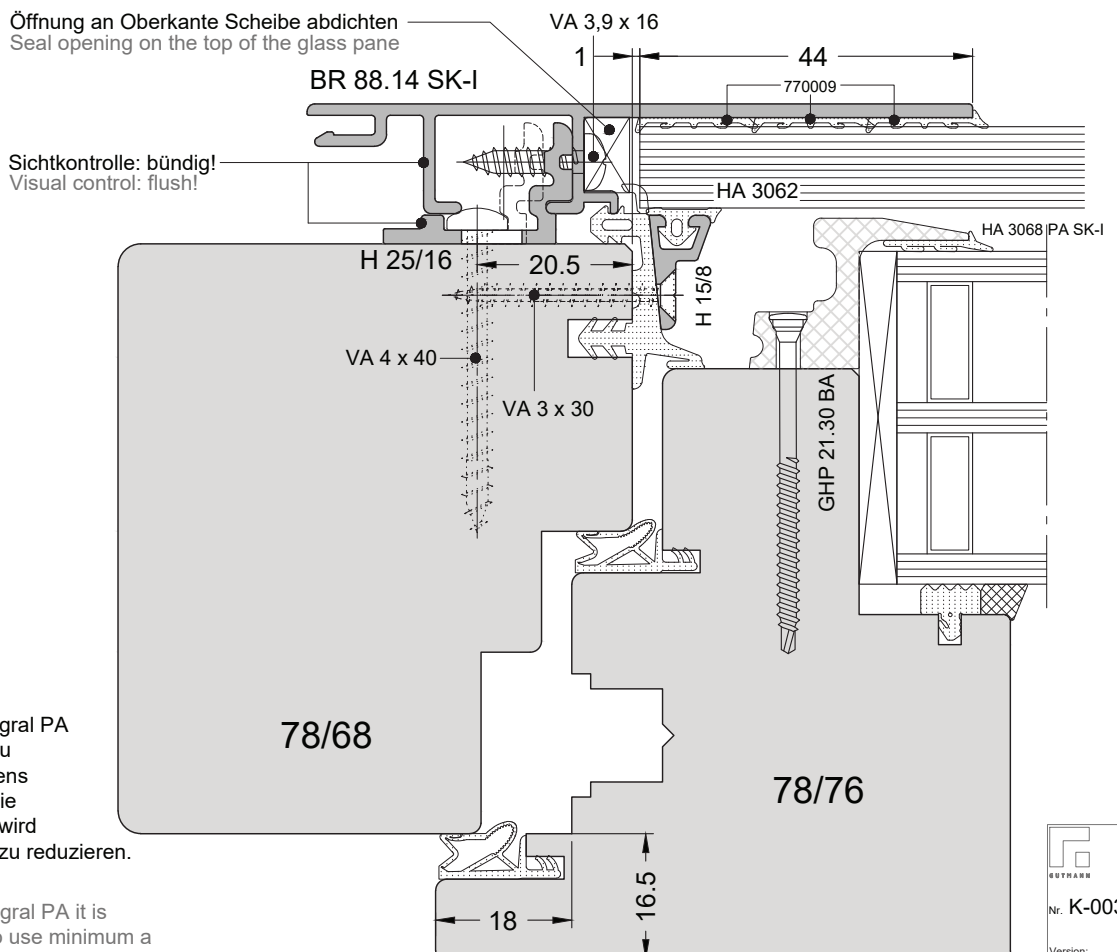 Öffnung an Oberkante Scheibe abdichten
Seal opening on the top of the glass pane
VA 3,9 x 16
1
44
770009
BR 88.14 SK-I
Sichtkontrolle: bündig!
Visual control: flush!
HA 3062
HA 3068 PA SK-I
H 25/16
20.5
H 15/8
VA 4 x 40
VA 3 x 30
GHP 21.30 BA
78/68
78/76
gral PA
u
ens
ie
wird
zu reduzieren.
gral PA it is
o use minimum a
18
16.5
GUTMANN
Nr. K-003
Version: